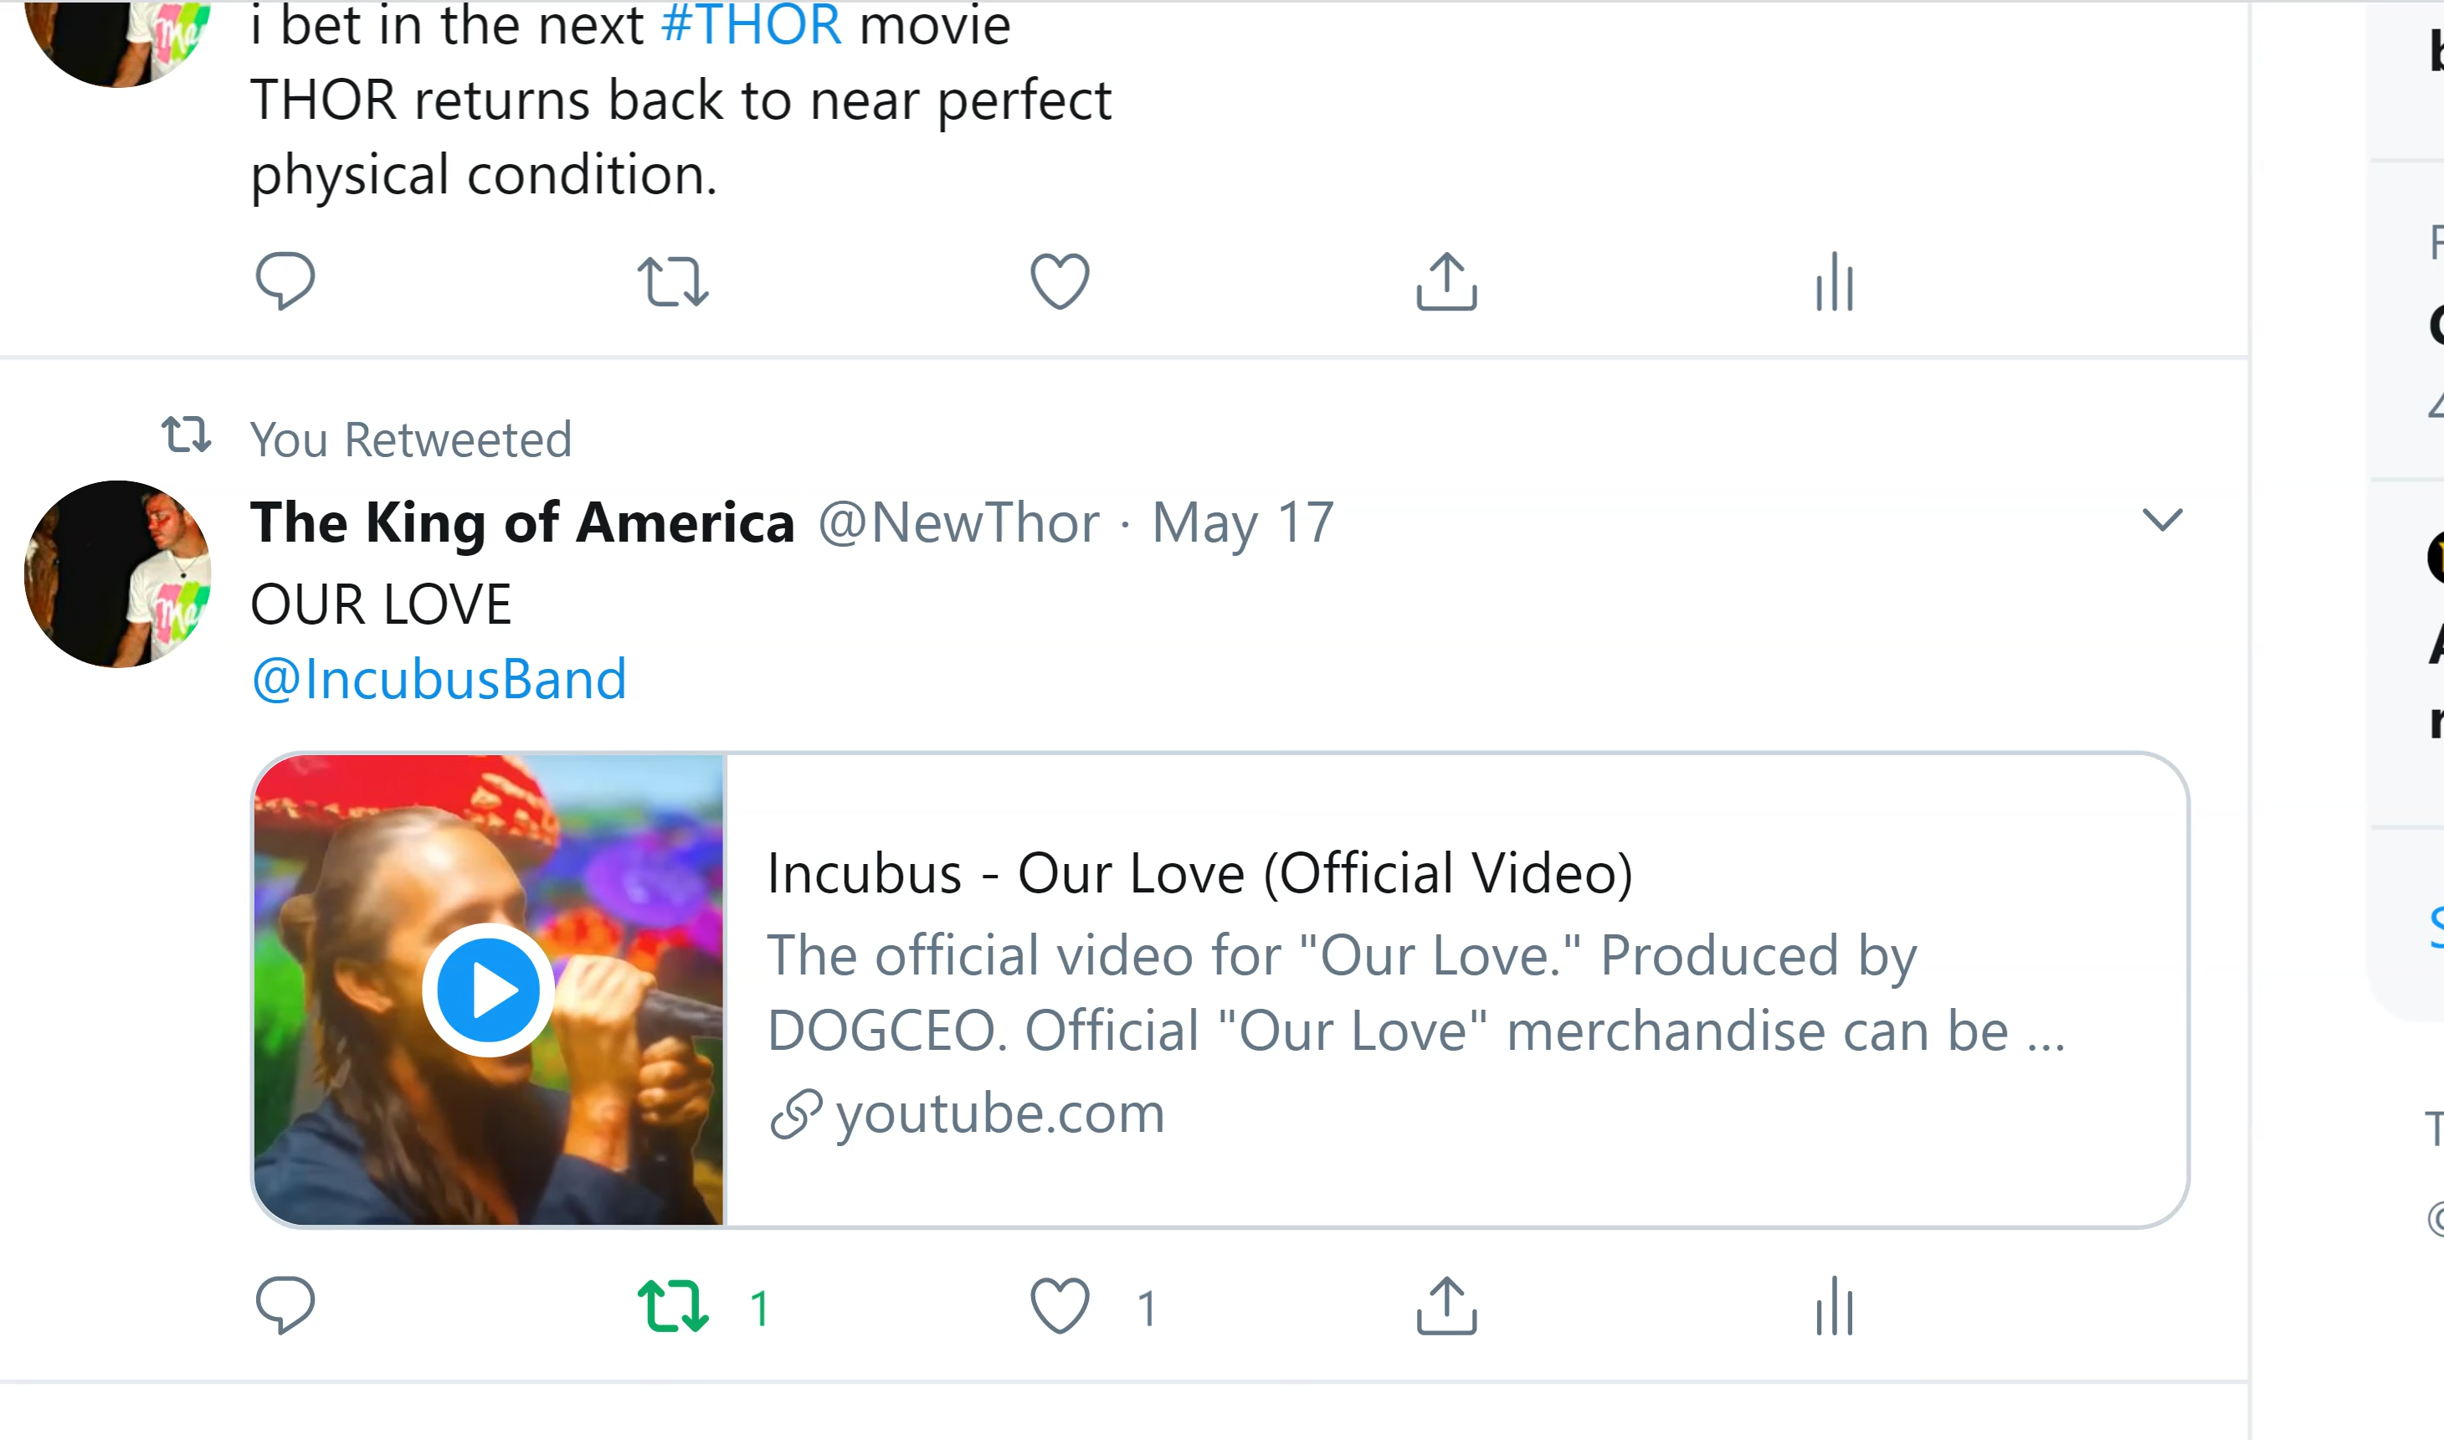 i bet in the next #THOR movie
THOR returns back to near perfect
physical condition.
You Retweeted
The King of America @NewThor · May 17
OUR LOVE
@IncubusBand
Incubus - Our Love (Official Video)
The official video for "Our Love." Produced by
DOGCEO. Official "Our Love" merchandise can be ...
youtube.com
1 1